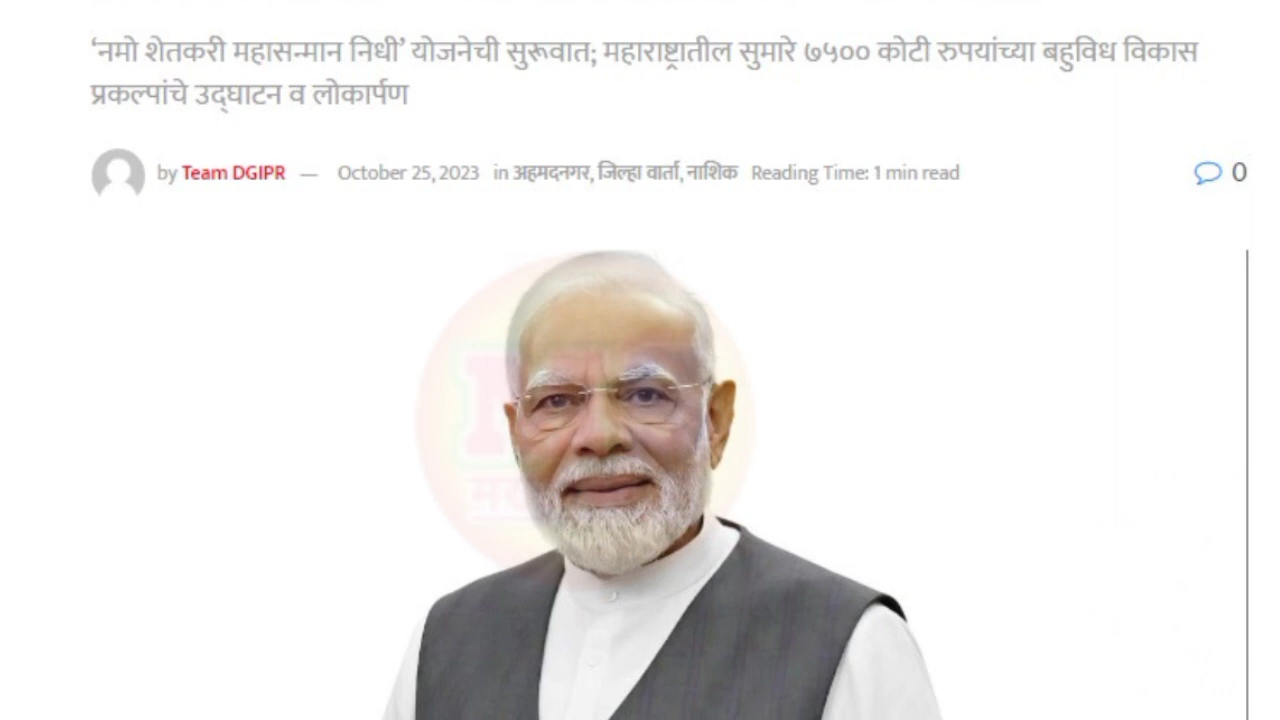 ‘नमो शेतकरी महासन्मान निधी’ योजनेची सुरूवात; महाराष्ट्रातील सुमारे ७५०० कोटी रुपयांच्या बहुविध विकास
प्रकल्पांचे उद्घाटन व लोकार्पण
by Team DGIPR — October 25, 2023 in अहमदनगर, जिल्हा वार्ता, नाशिक Reading Time: 1 min read 0